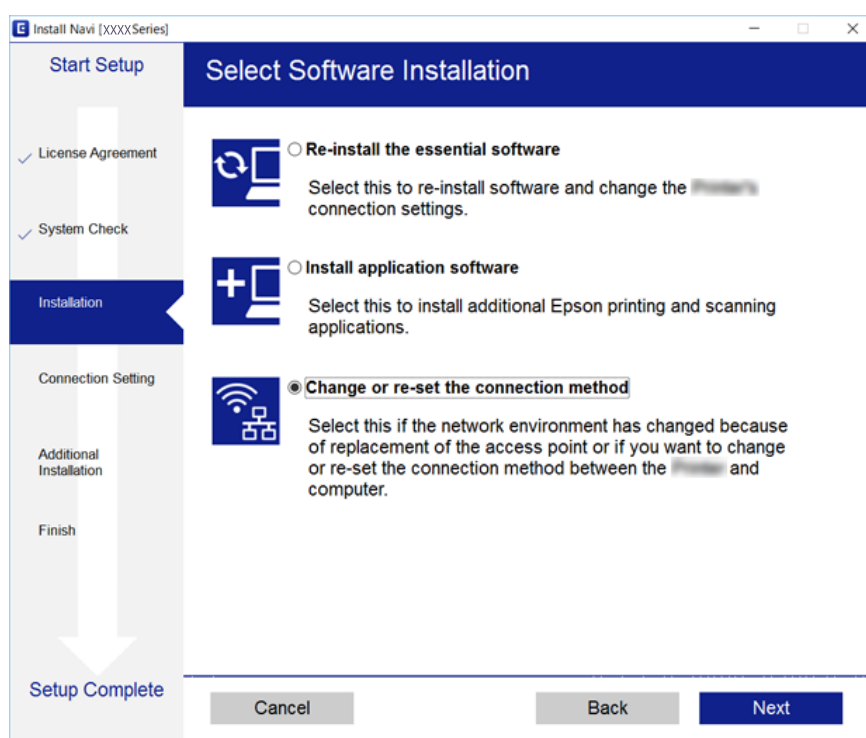 Install Navi [XXXX Series]
Start Setup
Select Software Installation
License Agreement
System Check
Installation
Connection Setting
Additional
Installation
Finish
Setup Complete
Re-install the essential software
Select this to re-install software and change the
connection settings.
Install application software
Select this to install additional Epson printing and scanning
applications.
Change or re-set the connection method
Select this if the network environment has changed because
of replacement of the access point or if you want to change
or re-set the connection method between the and
computer.
Cancel
Back
Next